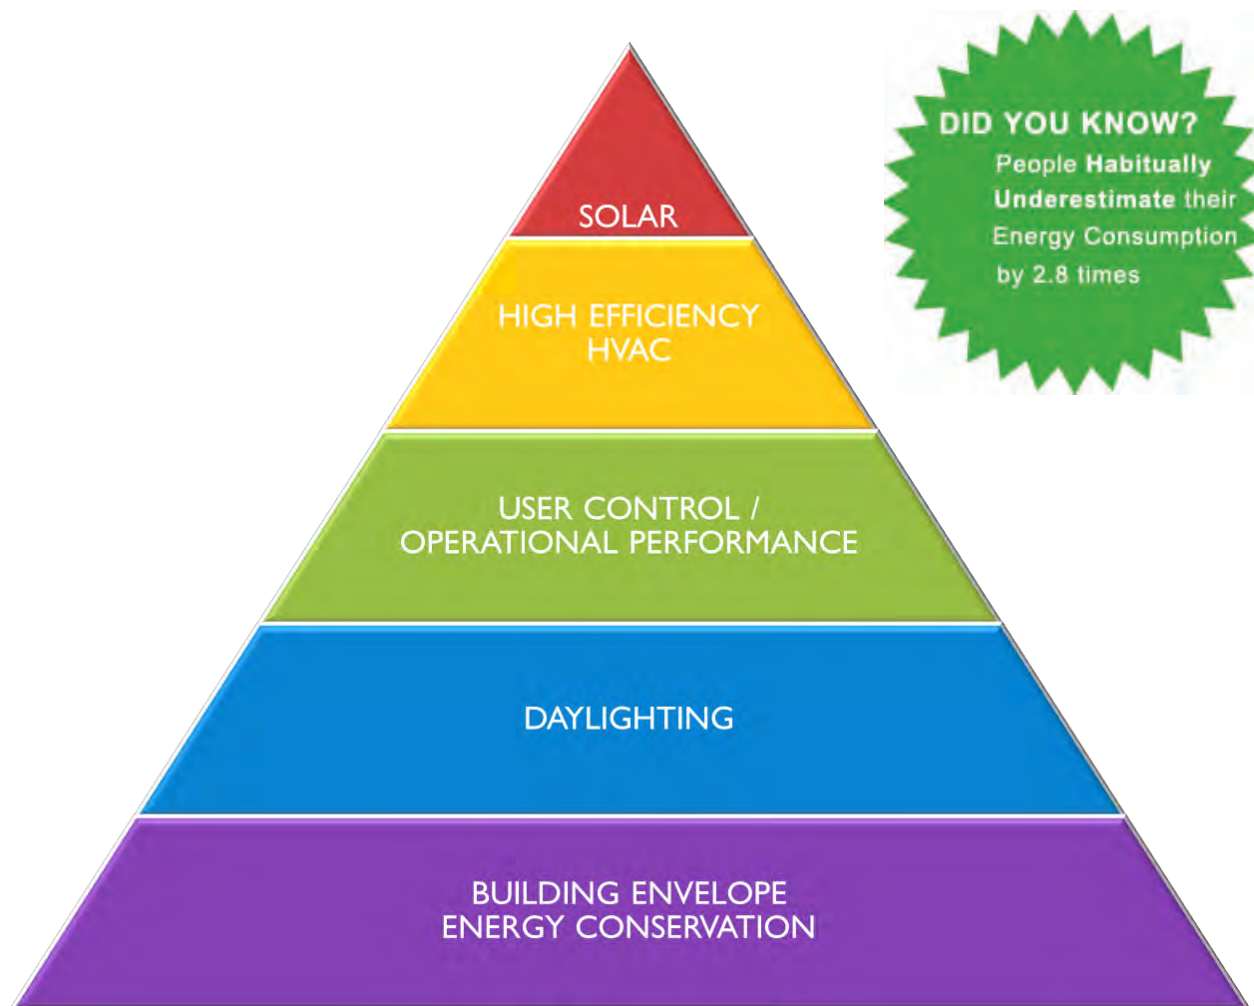 DID YOU KNOW?
People Habitually
Underestimate their
Energy Consumption
by 2.8 times
SOLAR
HIGH EFFICIENCY
HVAC
USER CONTROL /
OPERATIONAL PERFORMANCE
DAYLIGHTING
BUILDING ENVELOPE
ENERGY CONSERVATION